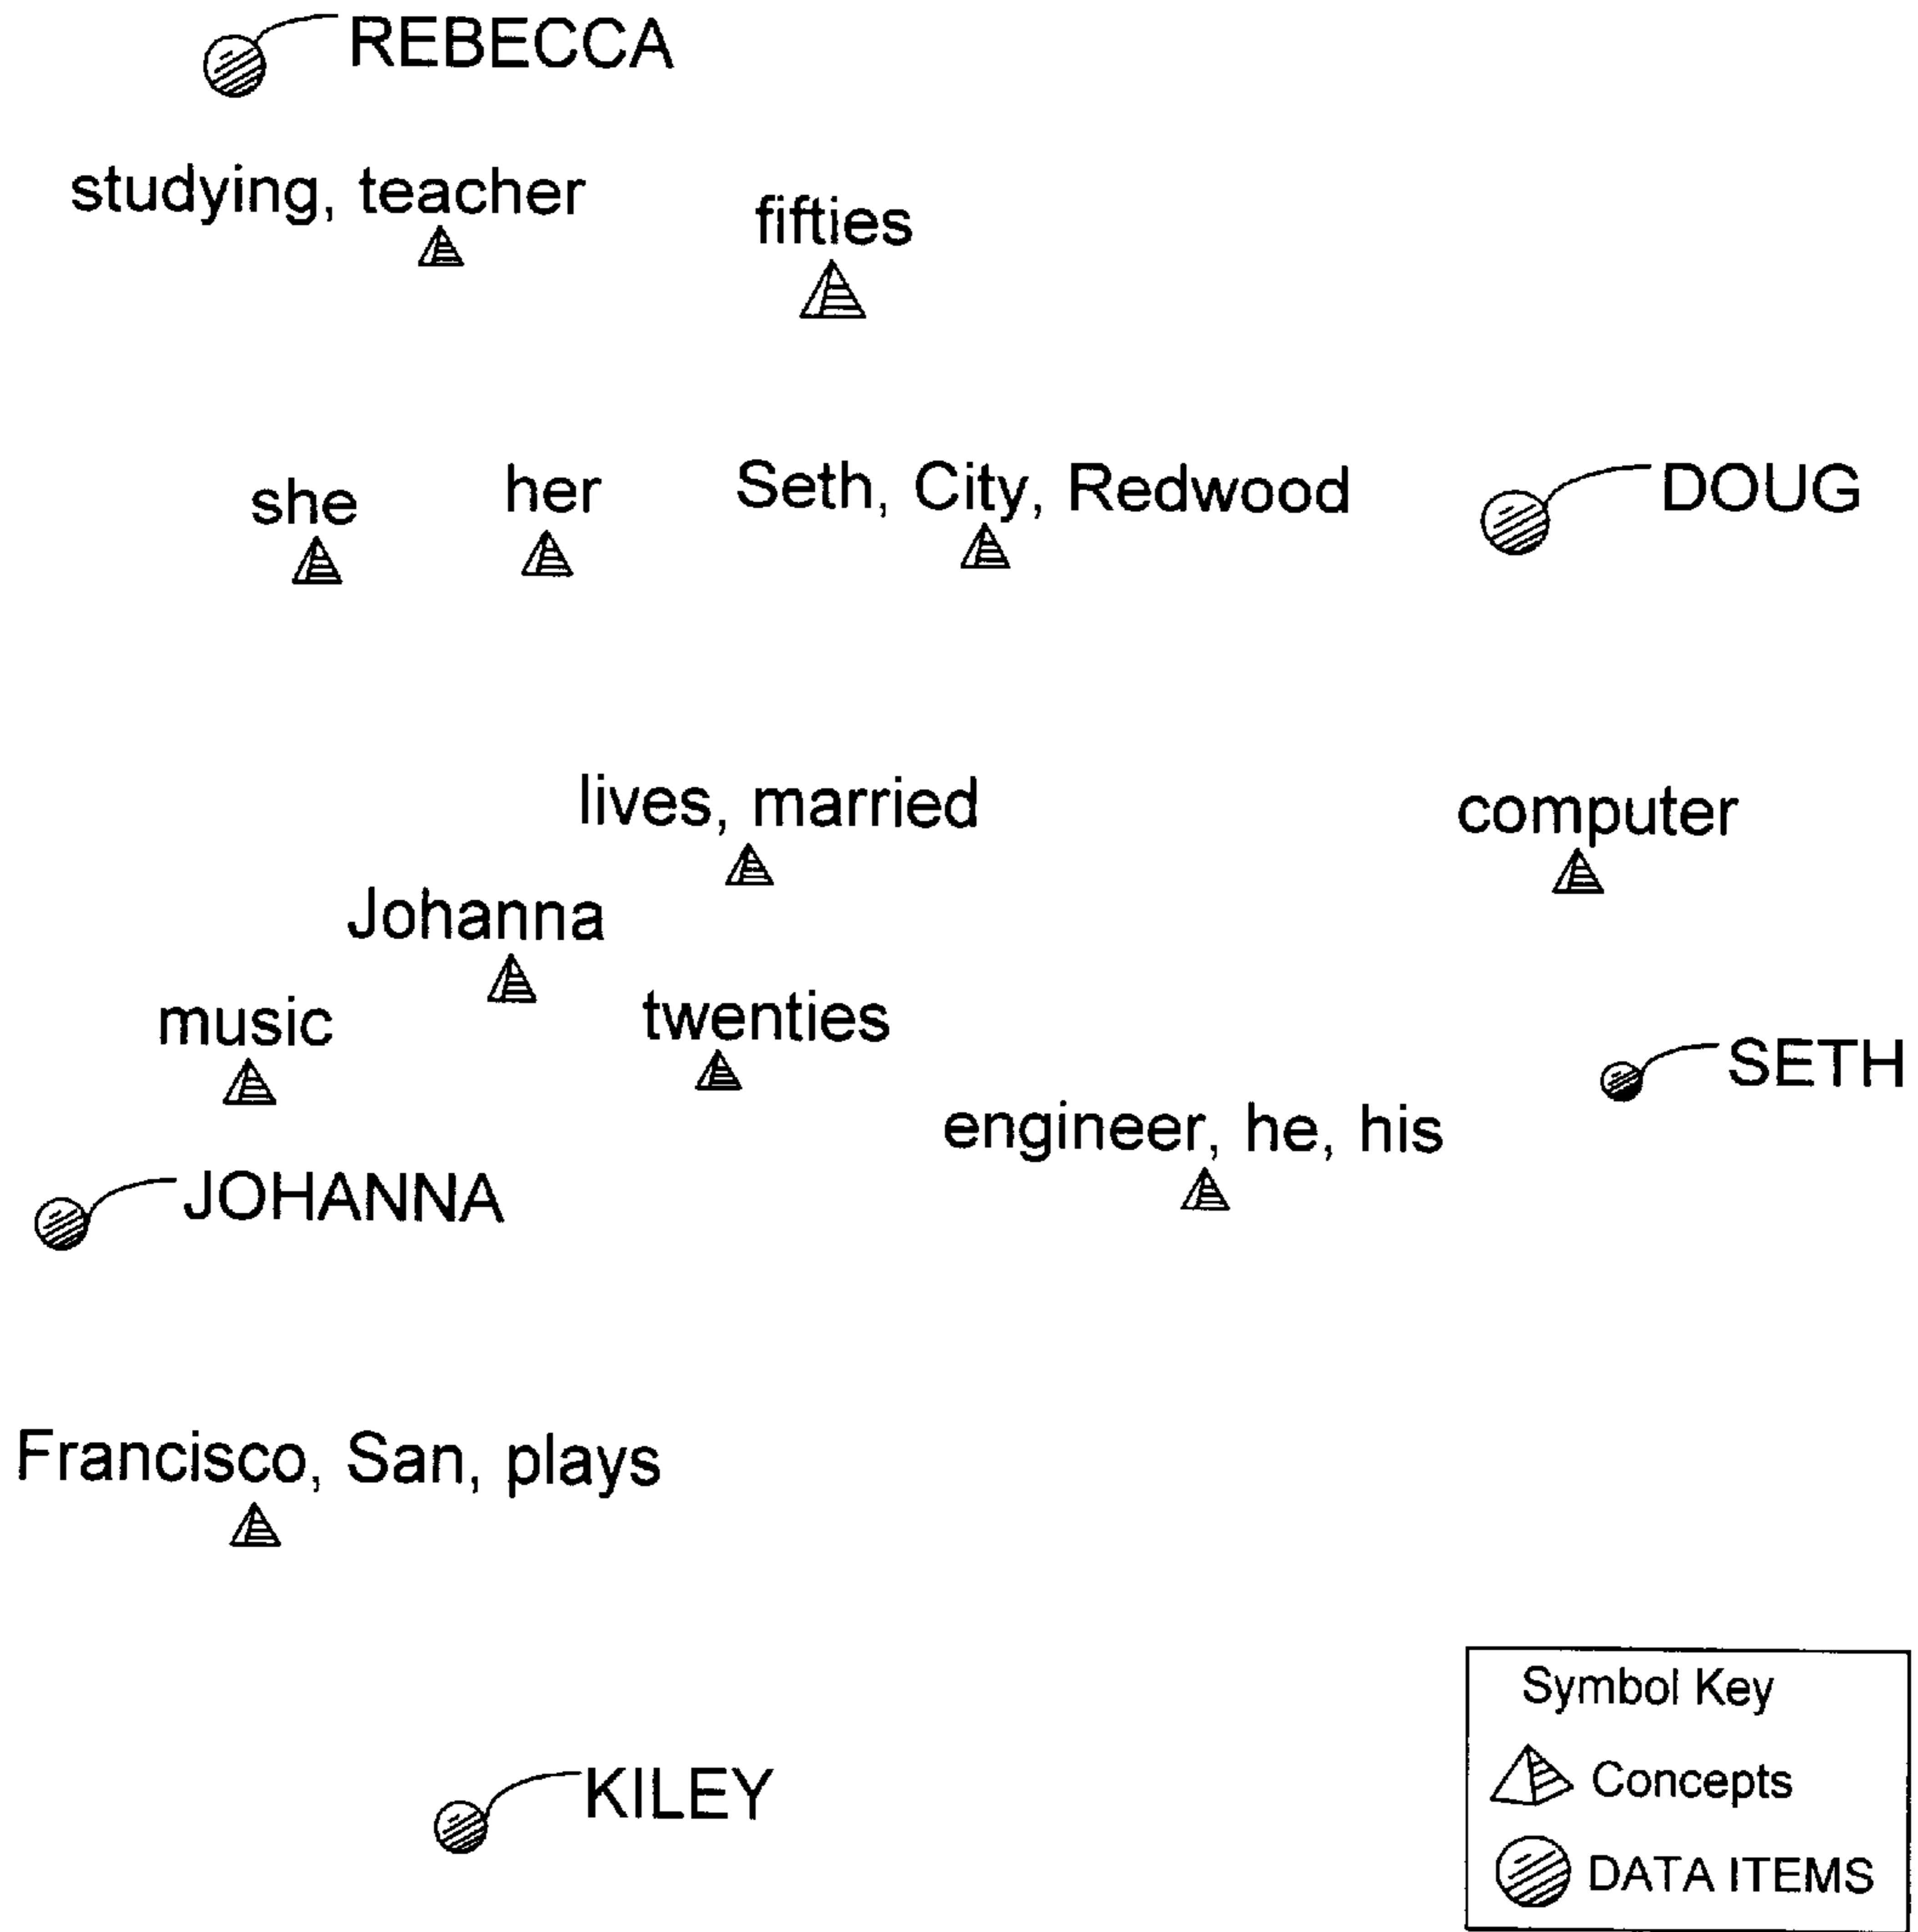 REBECCA
studying, teacher
fifties
she
her
Seth, City, Redwood
DOUG
lives, married
computer
Johanna
music
twenties
SETH
engineer, he, his
JOHANNA
Francisco, San, plays
KILEY
Symbol Key
Concepts
DATA ITEMS